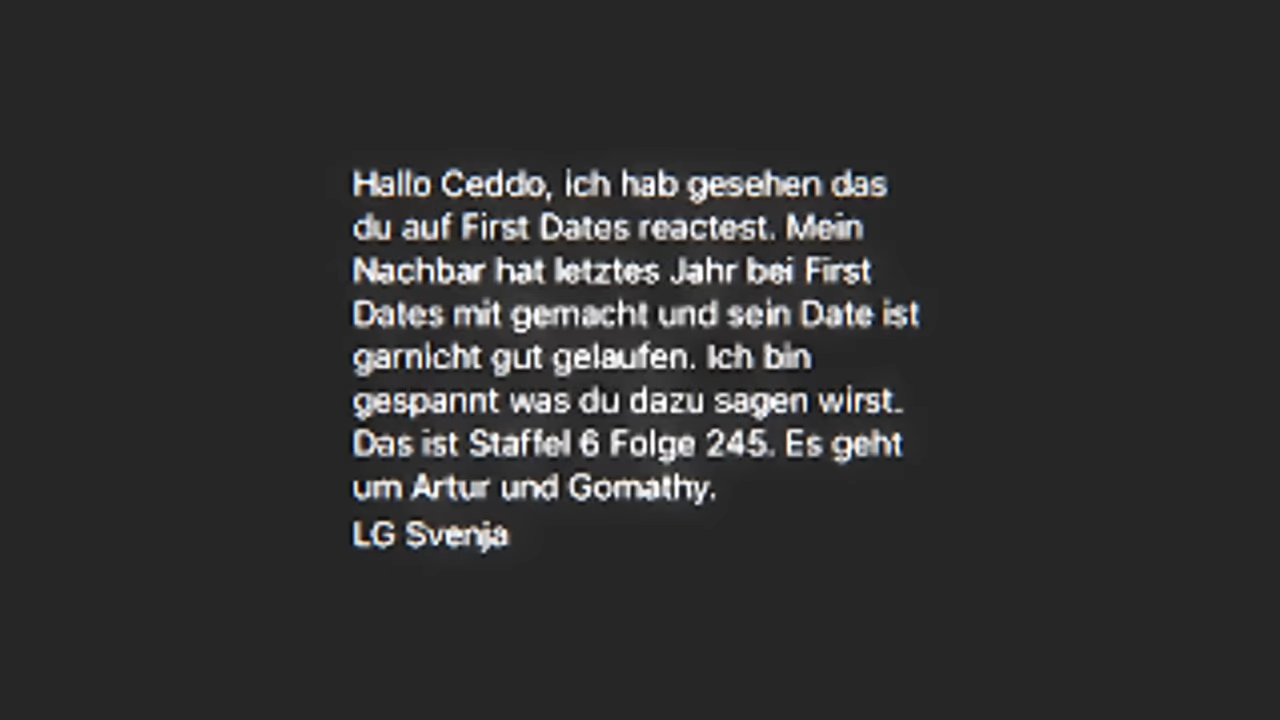 Hallo Ceddo, ich hab gesehen das
du auf First Dates reactest. Mein
Nachbar hat letztes Jahr bei First
Dates mit gemacht und sein Date ist
garnicht gut gelaufen. Ich bin
gespannt was du dazu sagen wirst.
Das ist Staffel 6 Folge 245. Es geht
um Artur und Gomathy.
LG Svenja